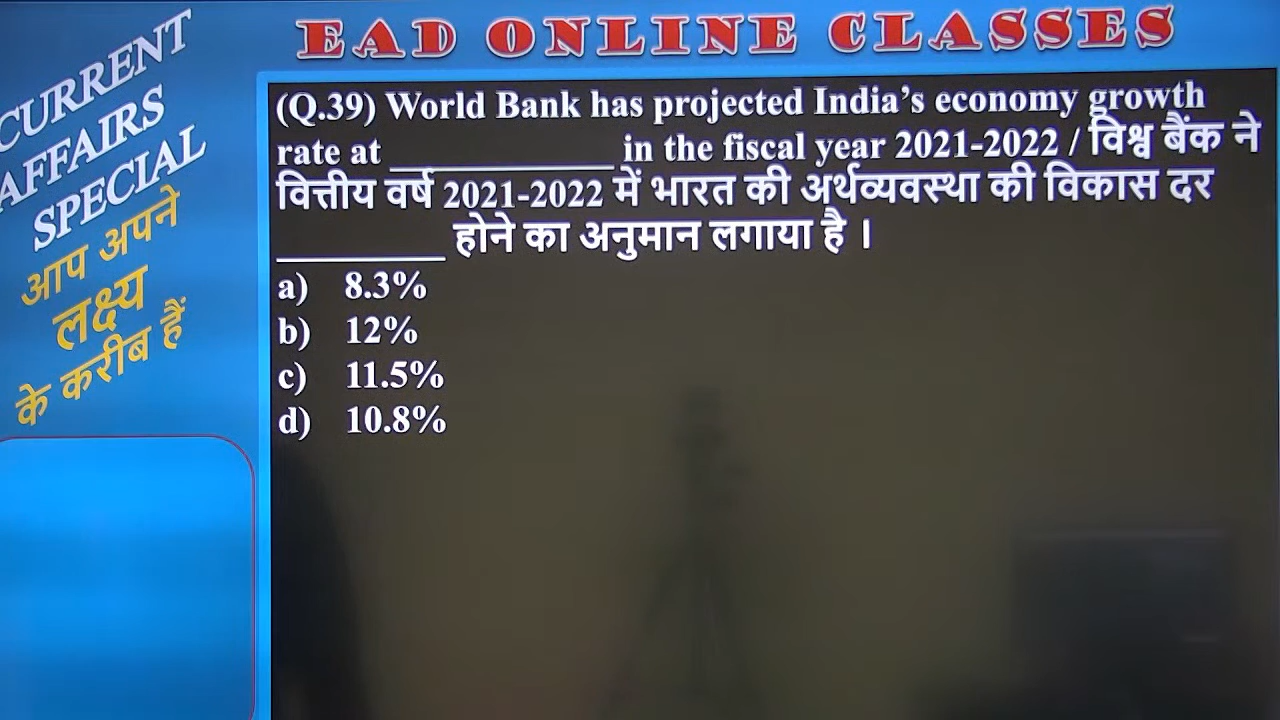 EAD ONLINE CLASSES
CURRENT
AFFAIRS
SPECIAL
आप अपने
लक्ष्य
के करीब हैं
(Q.39) World Bank has projected India’s economy growth
rate at ______________ in the fiscal year 2021-2022 / विश्व बैंक ने
वित्तीय वर्ष 2021-2022 में भारत की अर्थव्यवस्था की विकास दर
___________ होने का अनुमान लगाया है ।
a) 8.3%
b) 12%
c) 11.5%
d) 10.8%